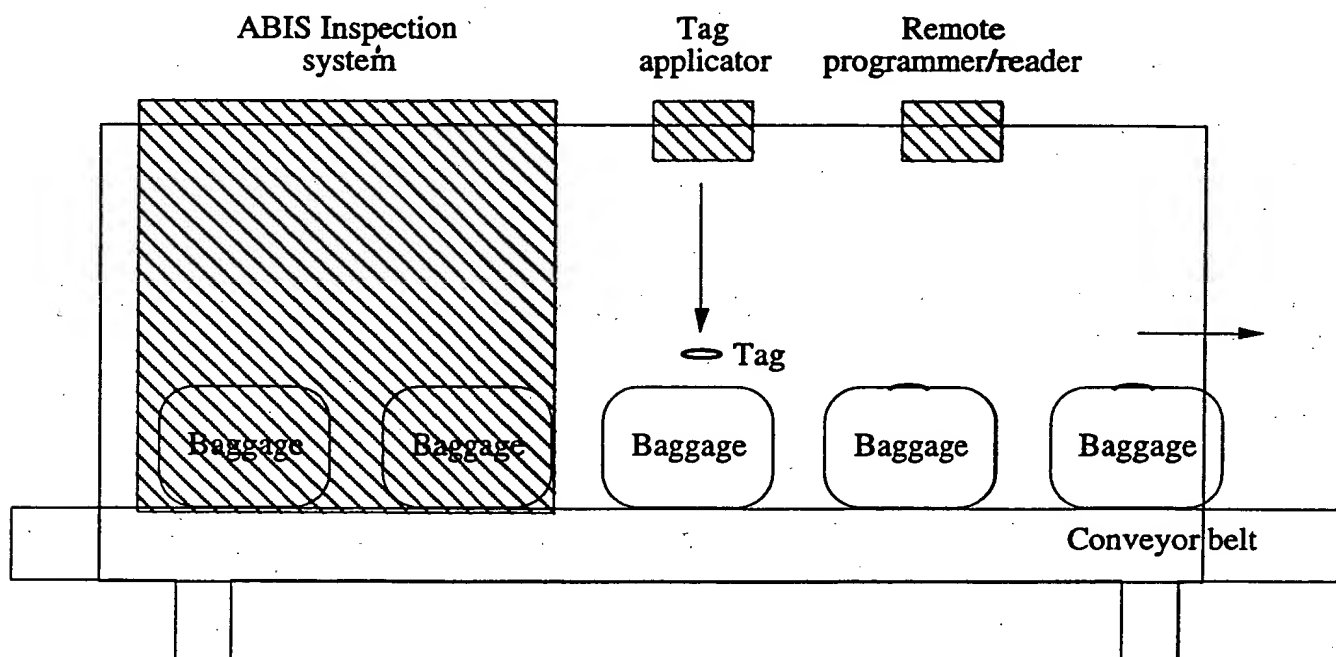 ABIS Inspection
system
Tag
applicator
Remote
programmer/reader
Tag
Baggage
Baggage
Baggage
Baggage
Baggage
Conveyor belt